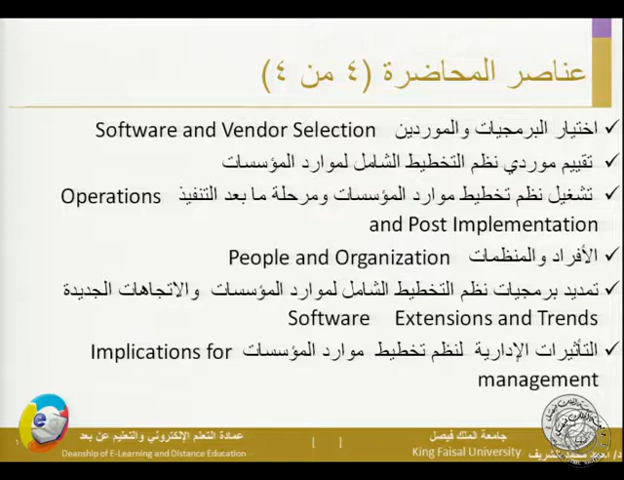 عناصر المحاضرة (٤ من ٤)
✓ اختيار البرمجيات والموردين Software and Vendor Selection
✓ تقييم موردي نظم التخطيط الشامل لموارد المؤسسات
✓ تشغيل نظم تخطيط موارد المؤسسات ومرحلة ما بعد التنفيذ Operations
and Post Implementation
✓ الأفراد والمنظمات People and Organization
✓ تمديد برمجيات نظم التخطيط الشامل لموارد المؤسسات والاتجاهات الجديدة
Software Extensions and Trends
✓ التأثيرات الإدارية لنظم تخطيط موارد المؤسسات Implications for
management
جامعة الملك فيصل
King Faisal University
عمادة التعلم الإلكتروني والتعليم عن بعد
Deanship of E-Learning and Distance Education
د/ احمد محمد الشريف